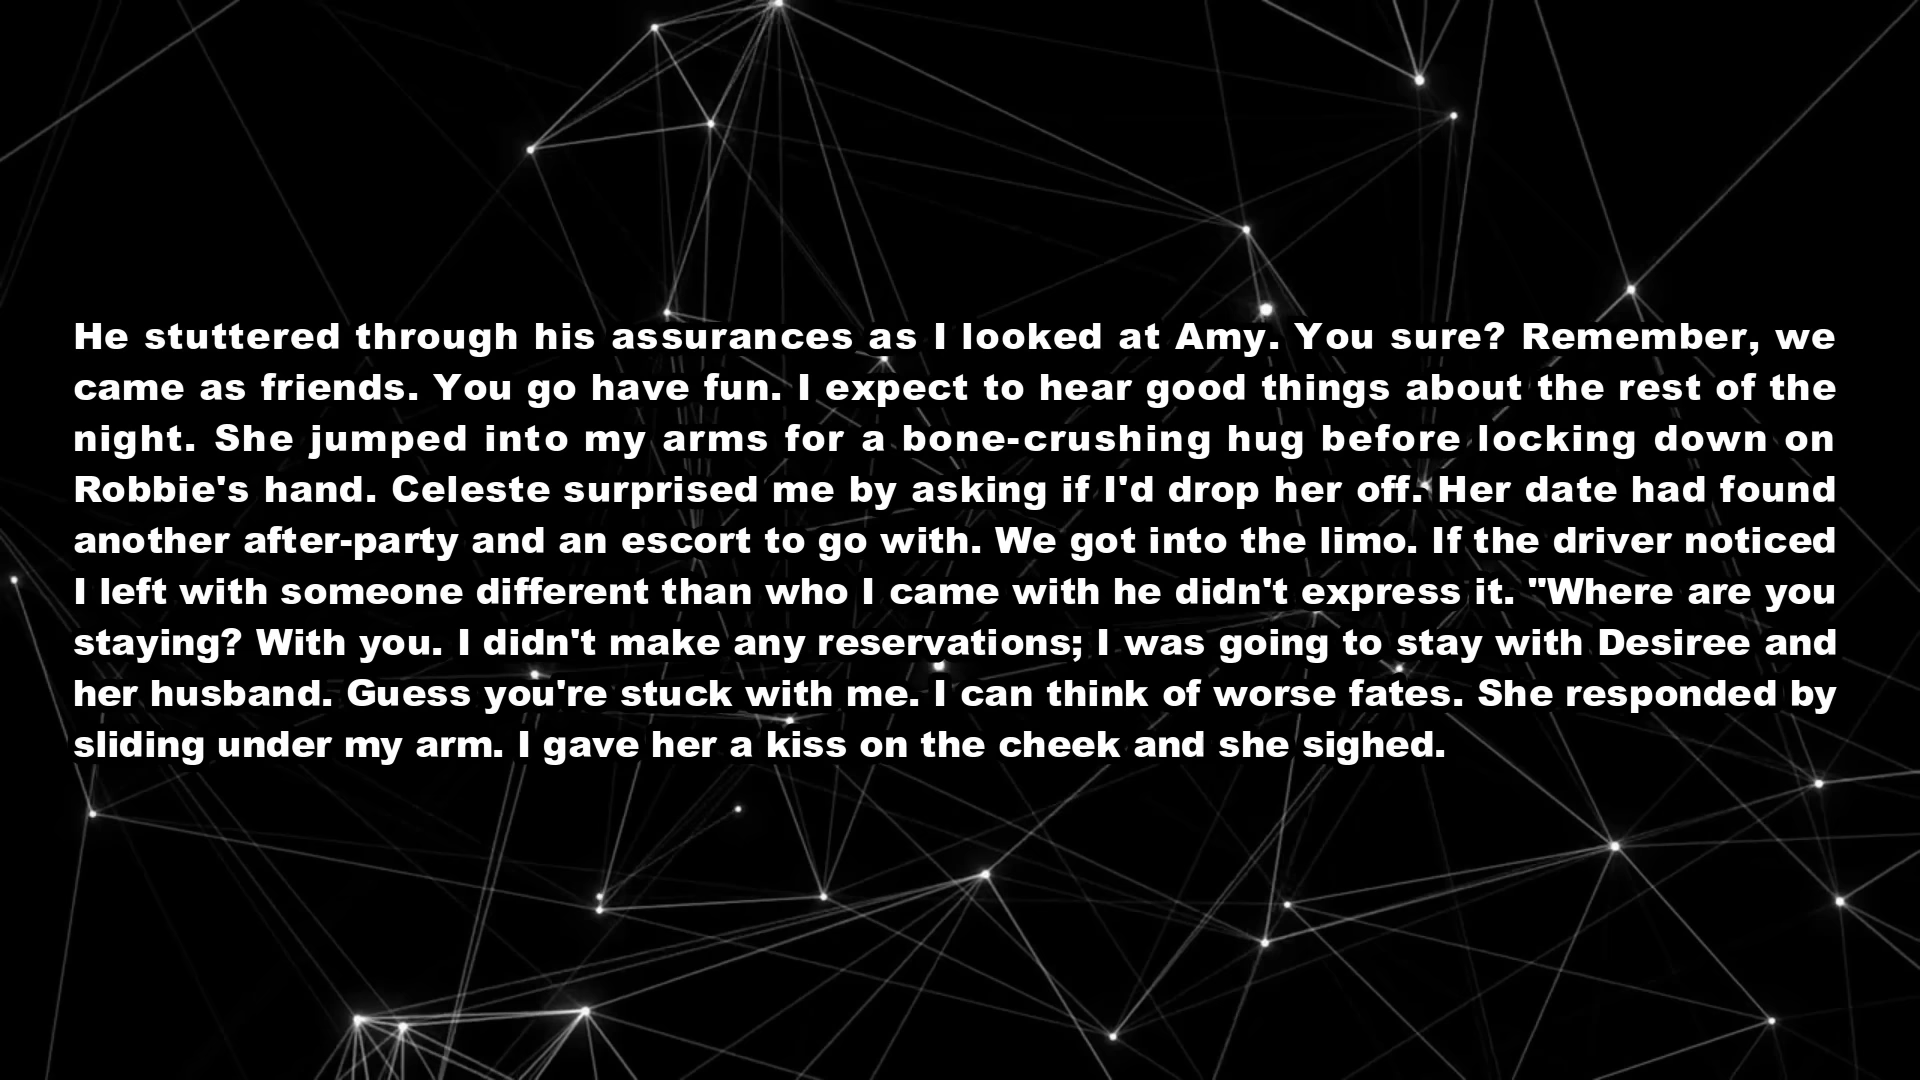 He stuttered through his assurances as I looked at Amy. You sure? Remember, we
came as friends. You go have fun. I expect to hear good things about the rest of the
night. She jumped into my arms for a bone-crushing hug before locking down on
Robbie's hand. Celeste surprised me by asking if I'd drop her off. Her date had found
another after-party and an escort to go with. We got into the limo. If the driver noticed
I left with someone different than who I came with he didn't express it. "Where are you
staying? With you. I didn't make any reservations; I was going to stay with Desiree and
her husband. Guess you're stuck with me. I can think of worse fates. She responded by
sliding under my arm. I gave her a kiss on the cheek and she sighed.